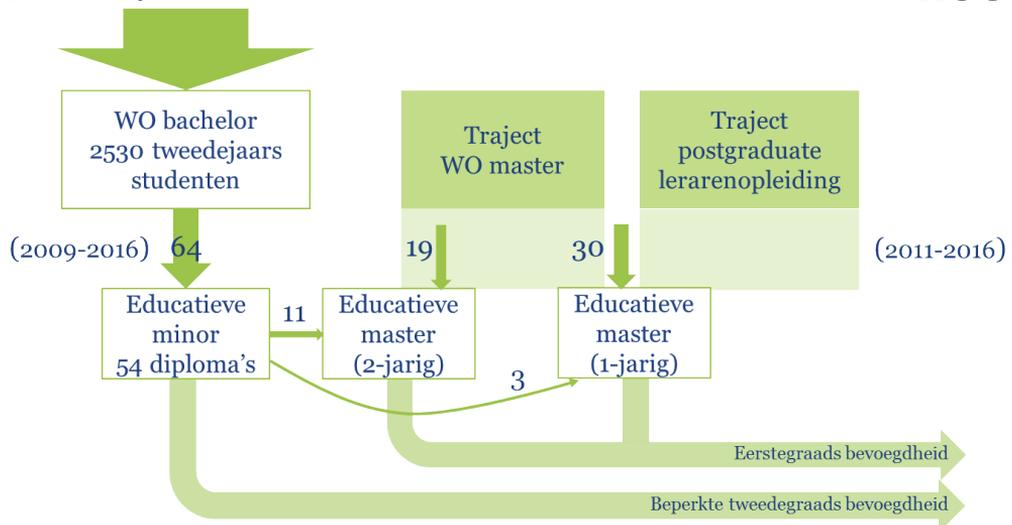 WO bachelor
2530 tweedejaars
studenten
Traject
WO master
Traject
postgraduate
lerarenopleiding
(2009-2016)
64
19
30
(2011-2016)
Educatieve
minor
54 diploma's
11
Educatieve
master
(2-jarig)
Educatieve
master
(1-jarig)
3
Eerstegraads bevoegdheid
Beperkte tweedegraads bevoegdheid